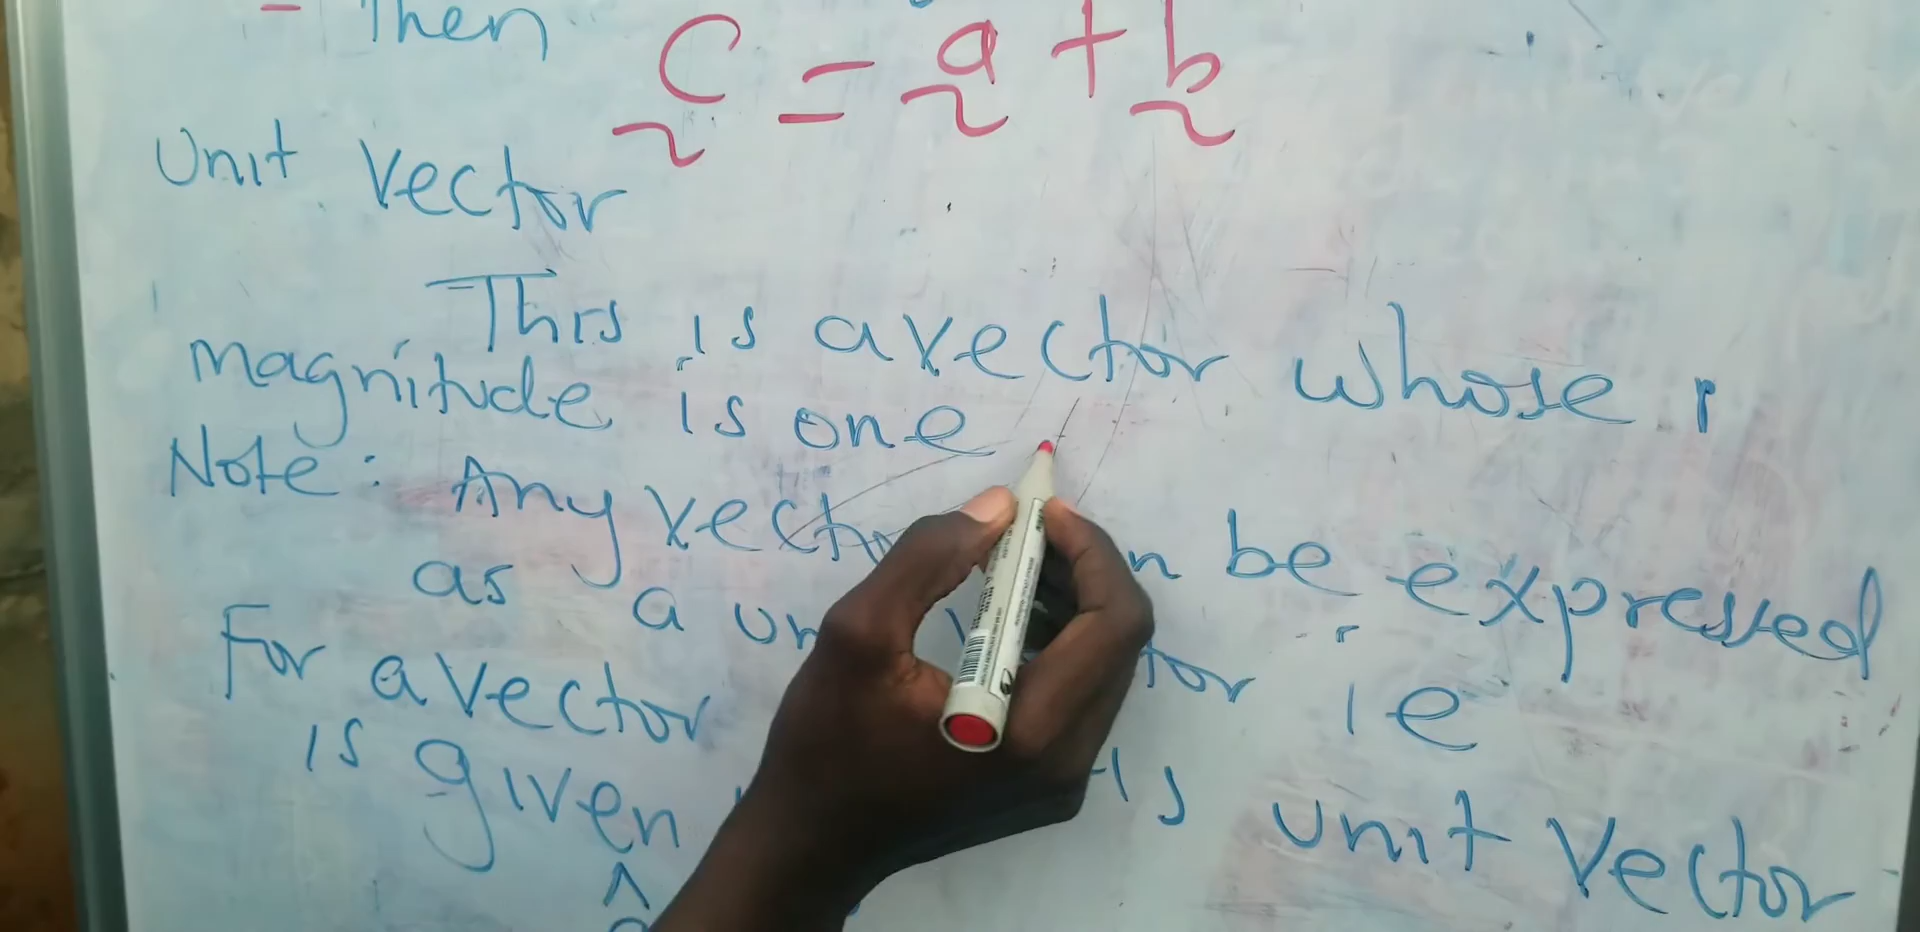 - Then
c = a + b
Unit Vector
This is a vector whose
magnitude is one
Note: Any vector be expressed
as a
For a vector ie
is given unit vector